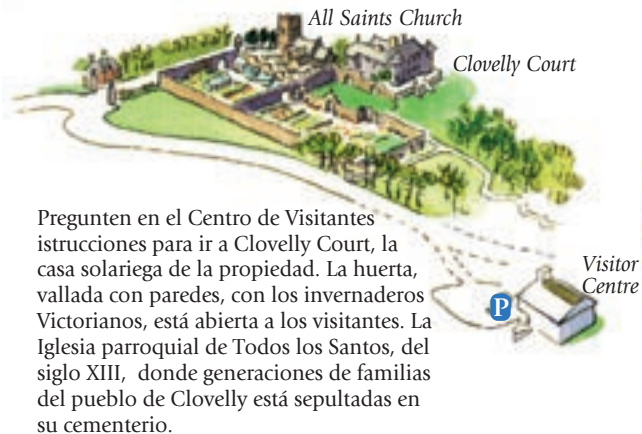 All Saints Church
Clovelly Court
Pregunten en el Centro de Visitantes
istrucciones para ir a Clovelly Court, la
casa solariega de la propiedad. La huerta,
vallada con paredes, con los invernaderos
Victorianos, está abierta a los visitantes. La
Iglesia parroquial de Todos los Santos, del
siglo XIII, donde generaciones de familias
del pueblo de Clovelly está sepultadas en
su cementerio.
Visitor
Centre
P